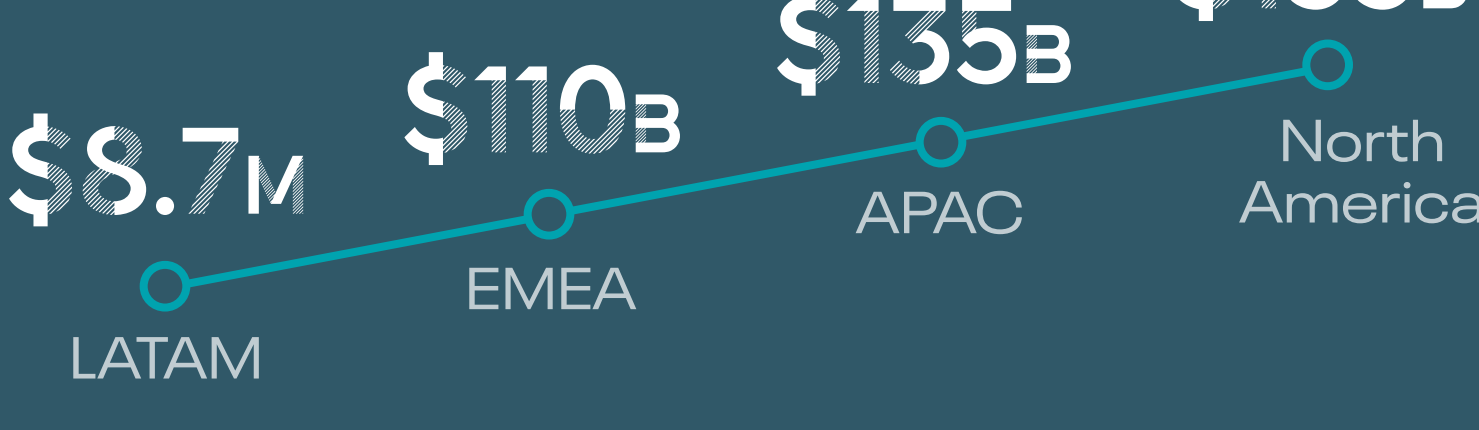 $8.7M
LATAM
$110B
EMEA
$135B
APAC
North
America